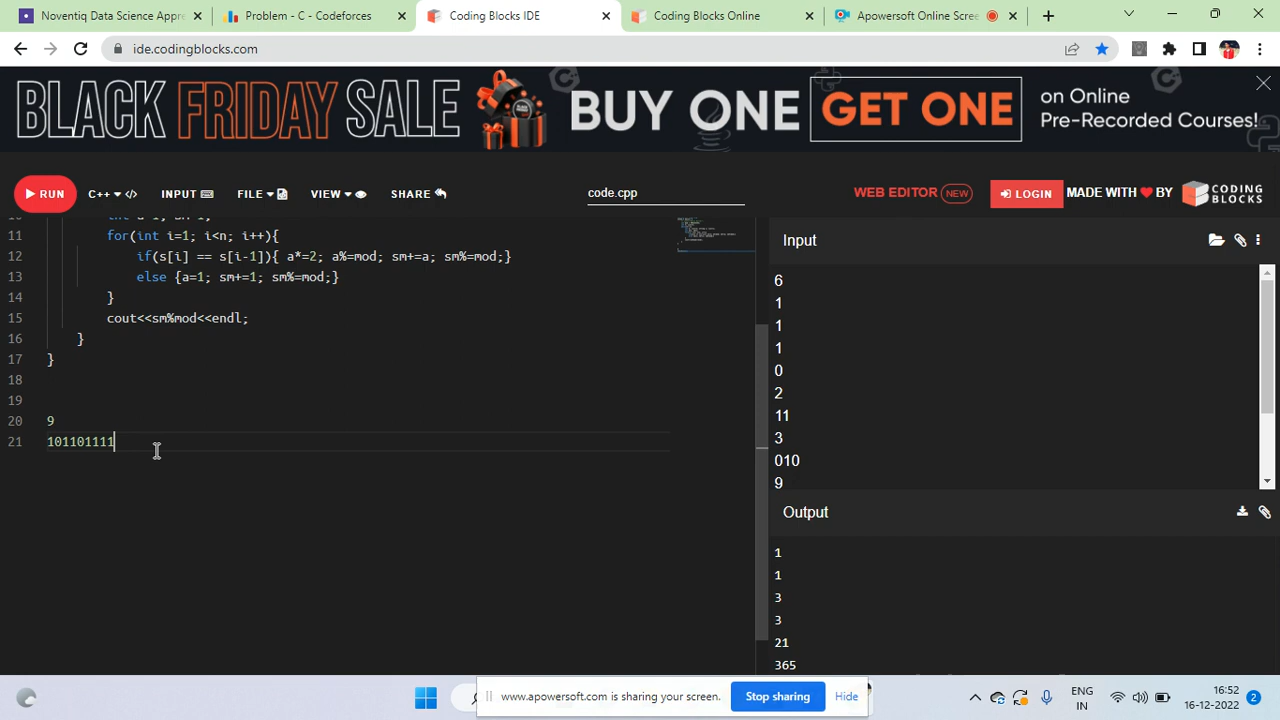 Noventiq Data Science Appre
Problem - C - Codeforces
Coding Blocks IDE
Coding Blocks Online
Apowersoft Online Scree
ide.codingblocks.com
BLACK FRIDAY SALE
BUY ONE GET ONE
on Online
Pre-Recorded Courses!
RUN
C++
INPUT
FILE
VIEW
SHARE
code.cpp
WEB EDITOR NEW
LOGIN
MADE WITH BY
CODING
BLOCKS
11 for(int i=1; i<n; i++){
12 if(s[i] == s[i-1]){ a*=2; a%=mod; sm+=a; sm%=mod;}
13 else {a=1; sm+=1; sm%=mod;}
14 }
15 cout<<sm%mod<<endl;
16 }
17 }
18
19
20 9
21 101101111
Input
6
1
1
1
0
2
11
3
010
9
Output
1
1
3
3
21
365
www.apowersoft.com is sharing your screen.
Stop sharing
Hide
ENG
IN
16:52
16-12-2022
2